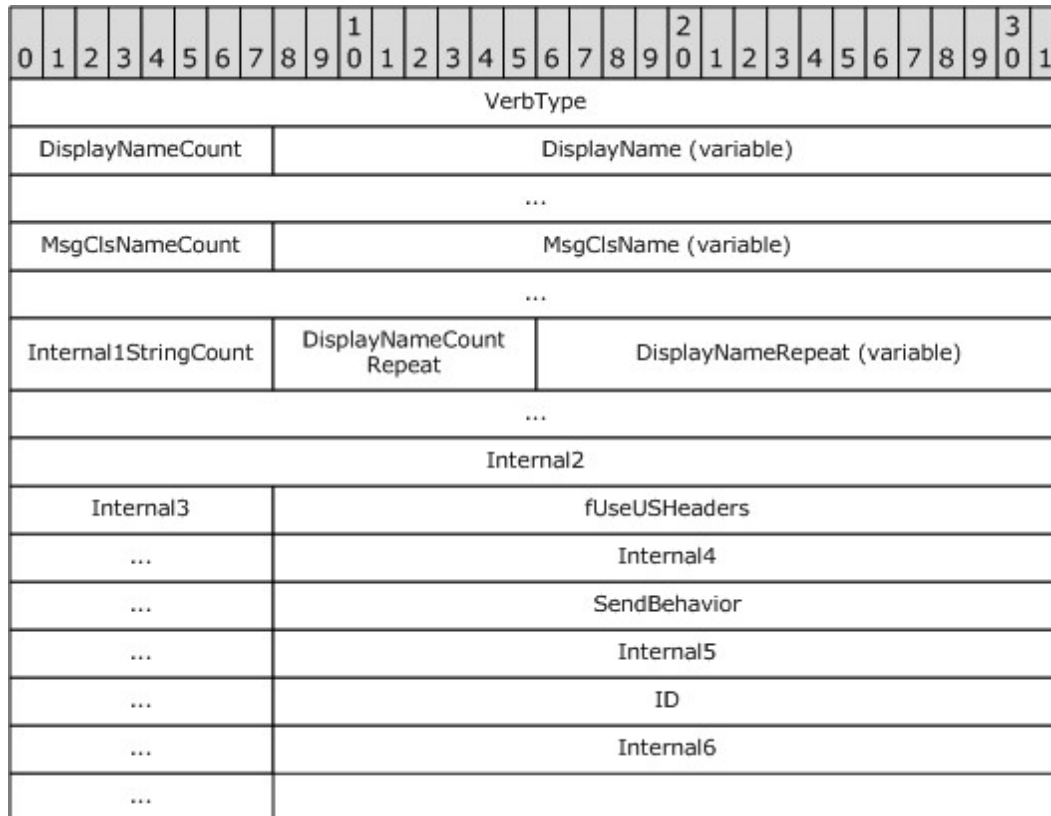 1 2 3
0 1 2 3 4 5 6 7 8 9 0 1 2 3 4 5 6 7 8 9 0 1 2 3 4 5 6 7 8 9 0 1
VerbType
DisplayNameCount DisplayName (variable)
...
MsgClsNameCount MsgClsName (variable)
...
Internal1StringCount DisplayNameCount DisplayNameRepeat (variable)
Repeat
...
Internal2
Internal3 fUseUSHeaders
... Internal4
... SendBehavior
... Internal5
... ID
... Internal6
...